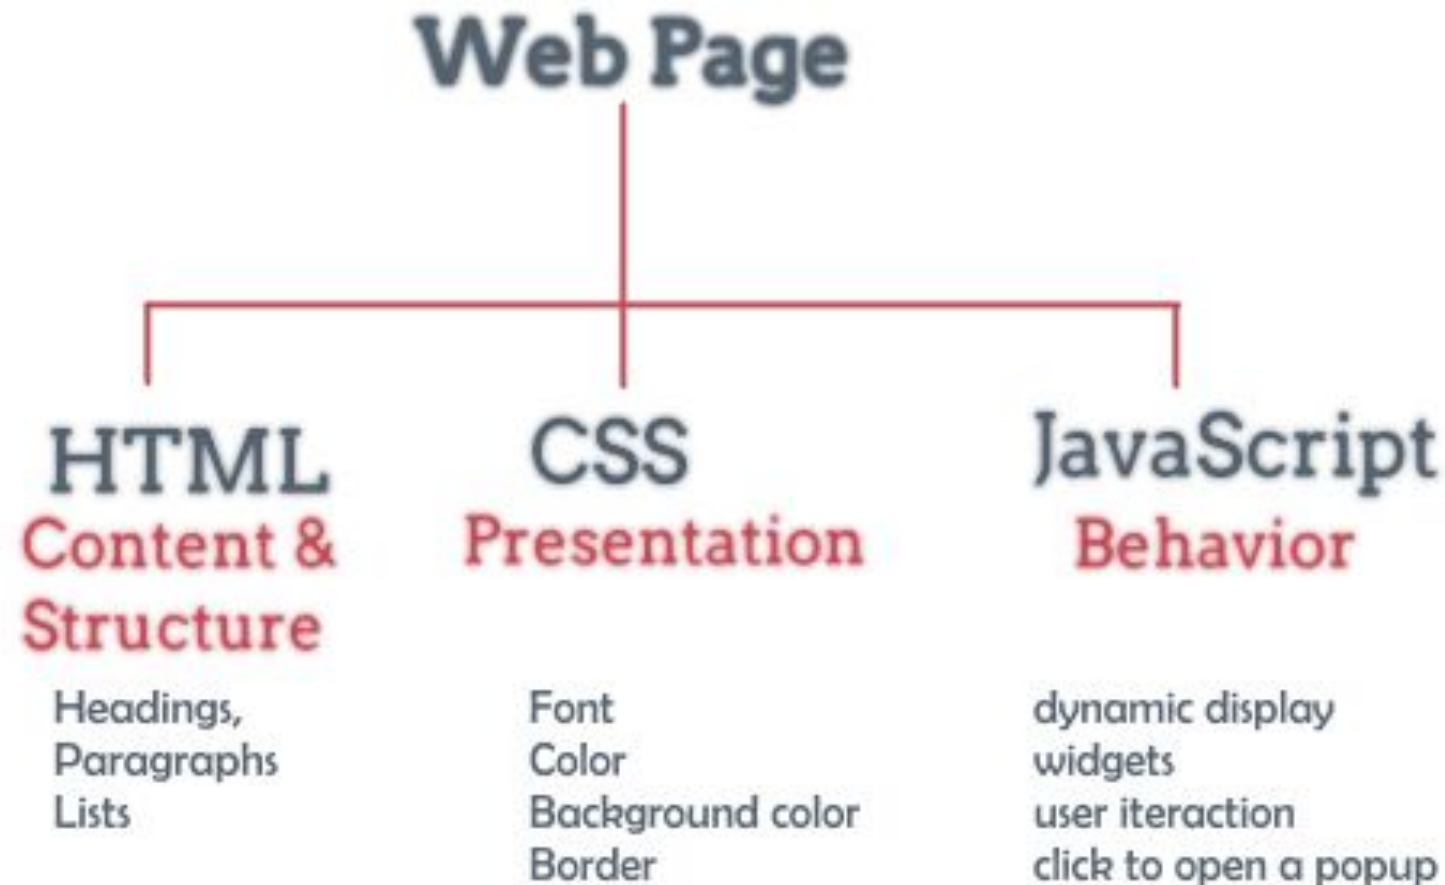 Web Page
HTML
Content &
Structure
Headings,
Paragraphs
Lists
CSS
Presentation
Font
Color
Background color
Border
JavaScript
Behavior
dynamic display
widgets
user iteraction
click to open a popup